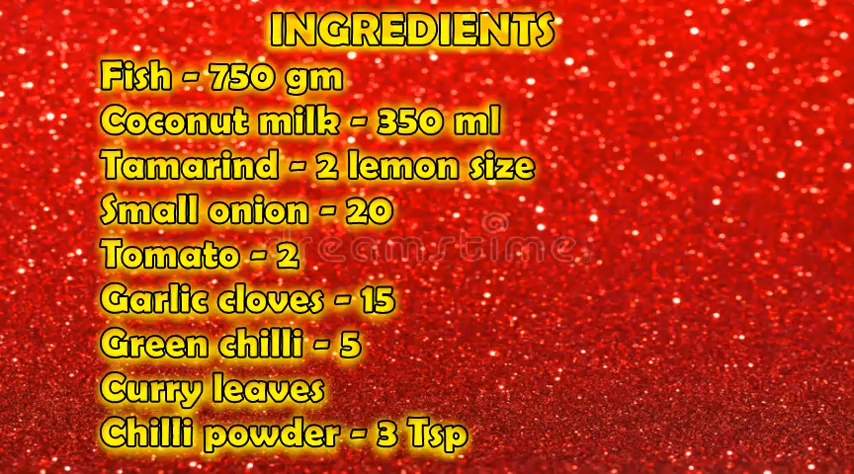 INGREDIENTS
Fish - 750 gm
Coconut milk - 350 ml
Tamarind - 2 lemon size
Small onion - 20
Tomato - 2
dreamstime
Garlic cloves - 15
Green chilli - 5
Curry leaves
Chilli powder - 3 Tsp